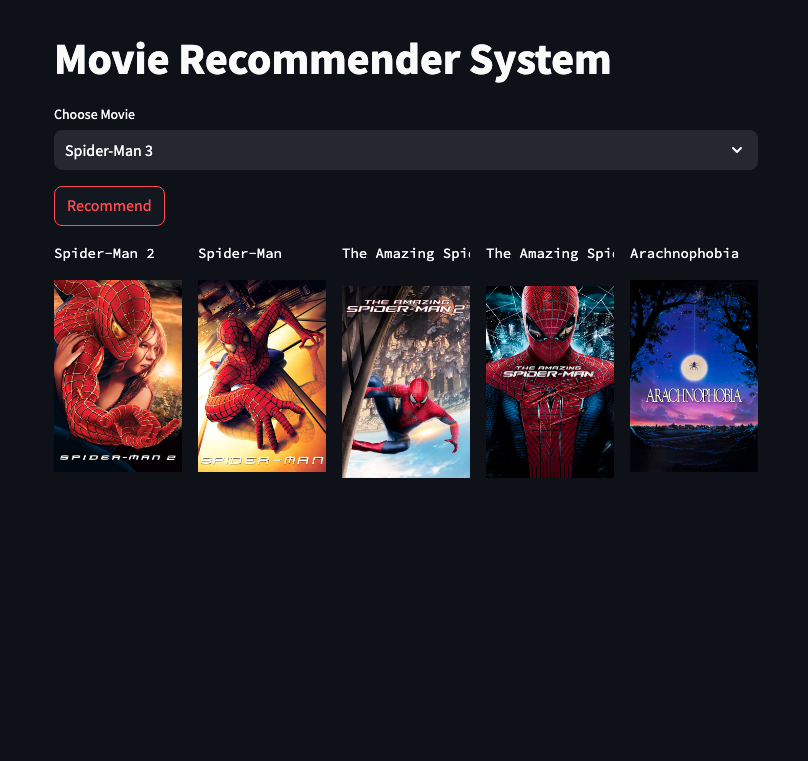 Movie Recommender System
Choose Movie
Spider-Man 3
Recommend
Spider-Man 2
Spider-Man
The Amazing Spi
The Amazing Spi
Arachnophobia
SPIDER-MAN 2
SPIDER-MAN
THE AMAZING
SPIDER-MAN 2
THE AMAZING
SPIDER-MAN
ARACHNOPHOBIA